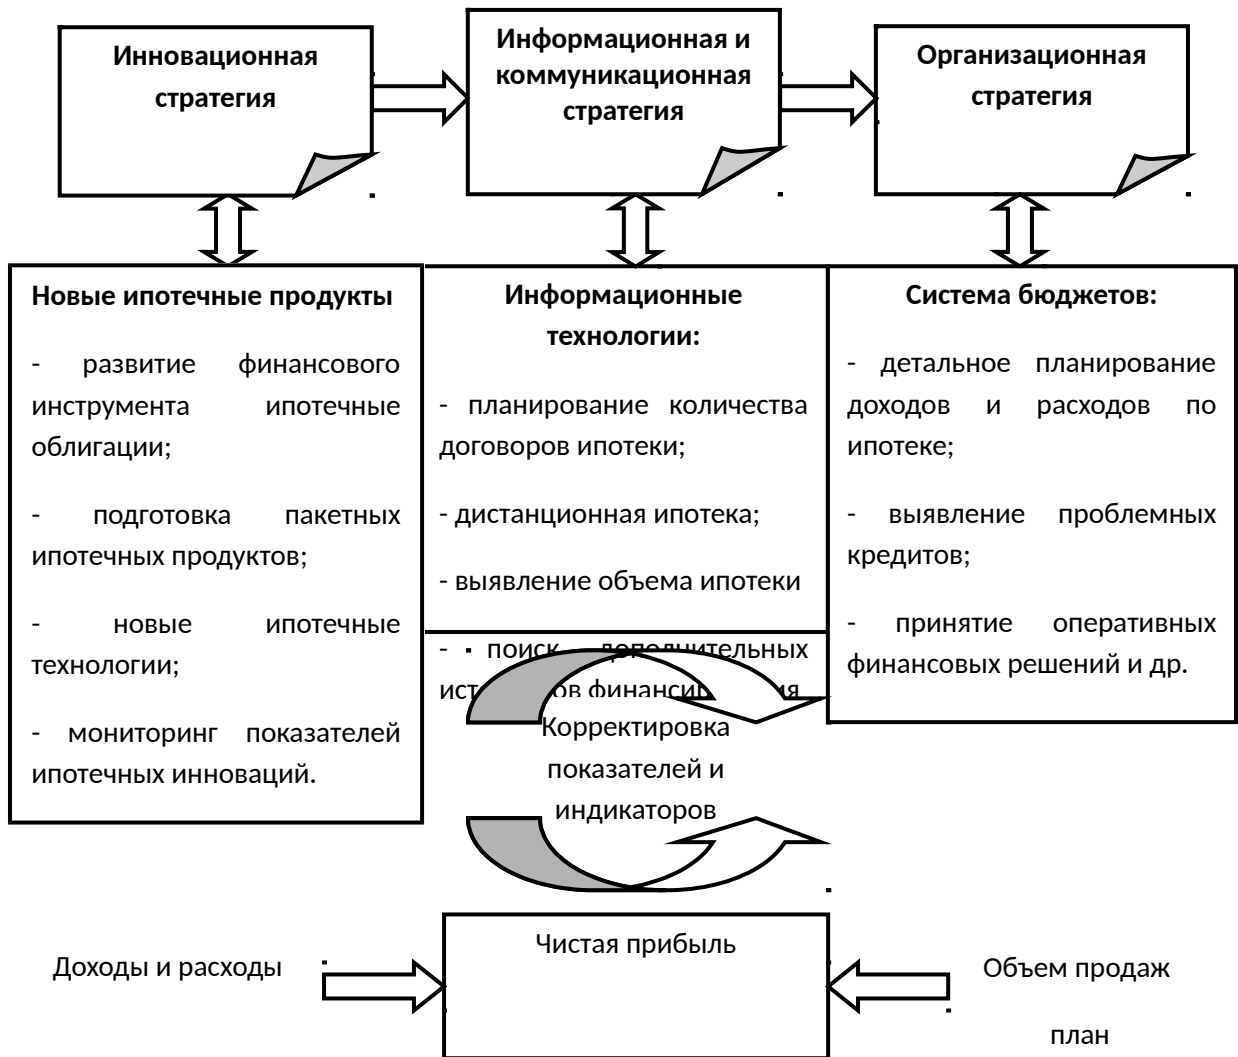 Инновационная
стратегия
Информационная и
коммуникационная
стратегия
Организационная
стратегия
Новые ипотечные продукты
- развитие финансового
инструмента ипотечные
облигации;
- подготовка пакетных
ипотечных продуктов;
- новые ипотечные
технологии;
- мониторинг показателей
ипотечных инноваций.
Информационные
технологии:
- планирование количества
договоров ипотеки;
- дистанционная ипотека;
- выявление объема ипотеки
- поиск дополнительных
финансирования
Система бюджетов:
- детальное планирование
доходов и расходов по
ипотеке;
- выявление проблемных
кредитов;
- принятие оперативных
финансовых решений и др.
Корректировка
показателей и
индикаторов
Доходы и расходы
Чистая прибыль
Объем продаж
план